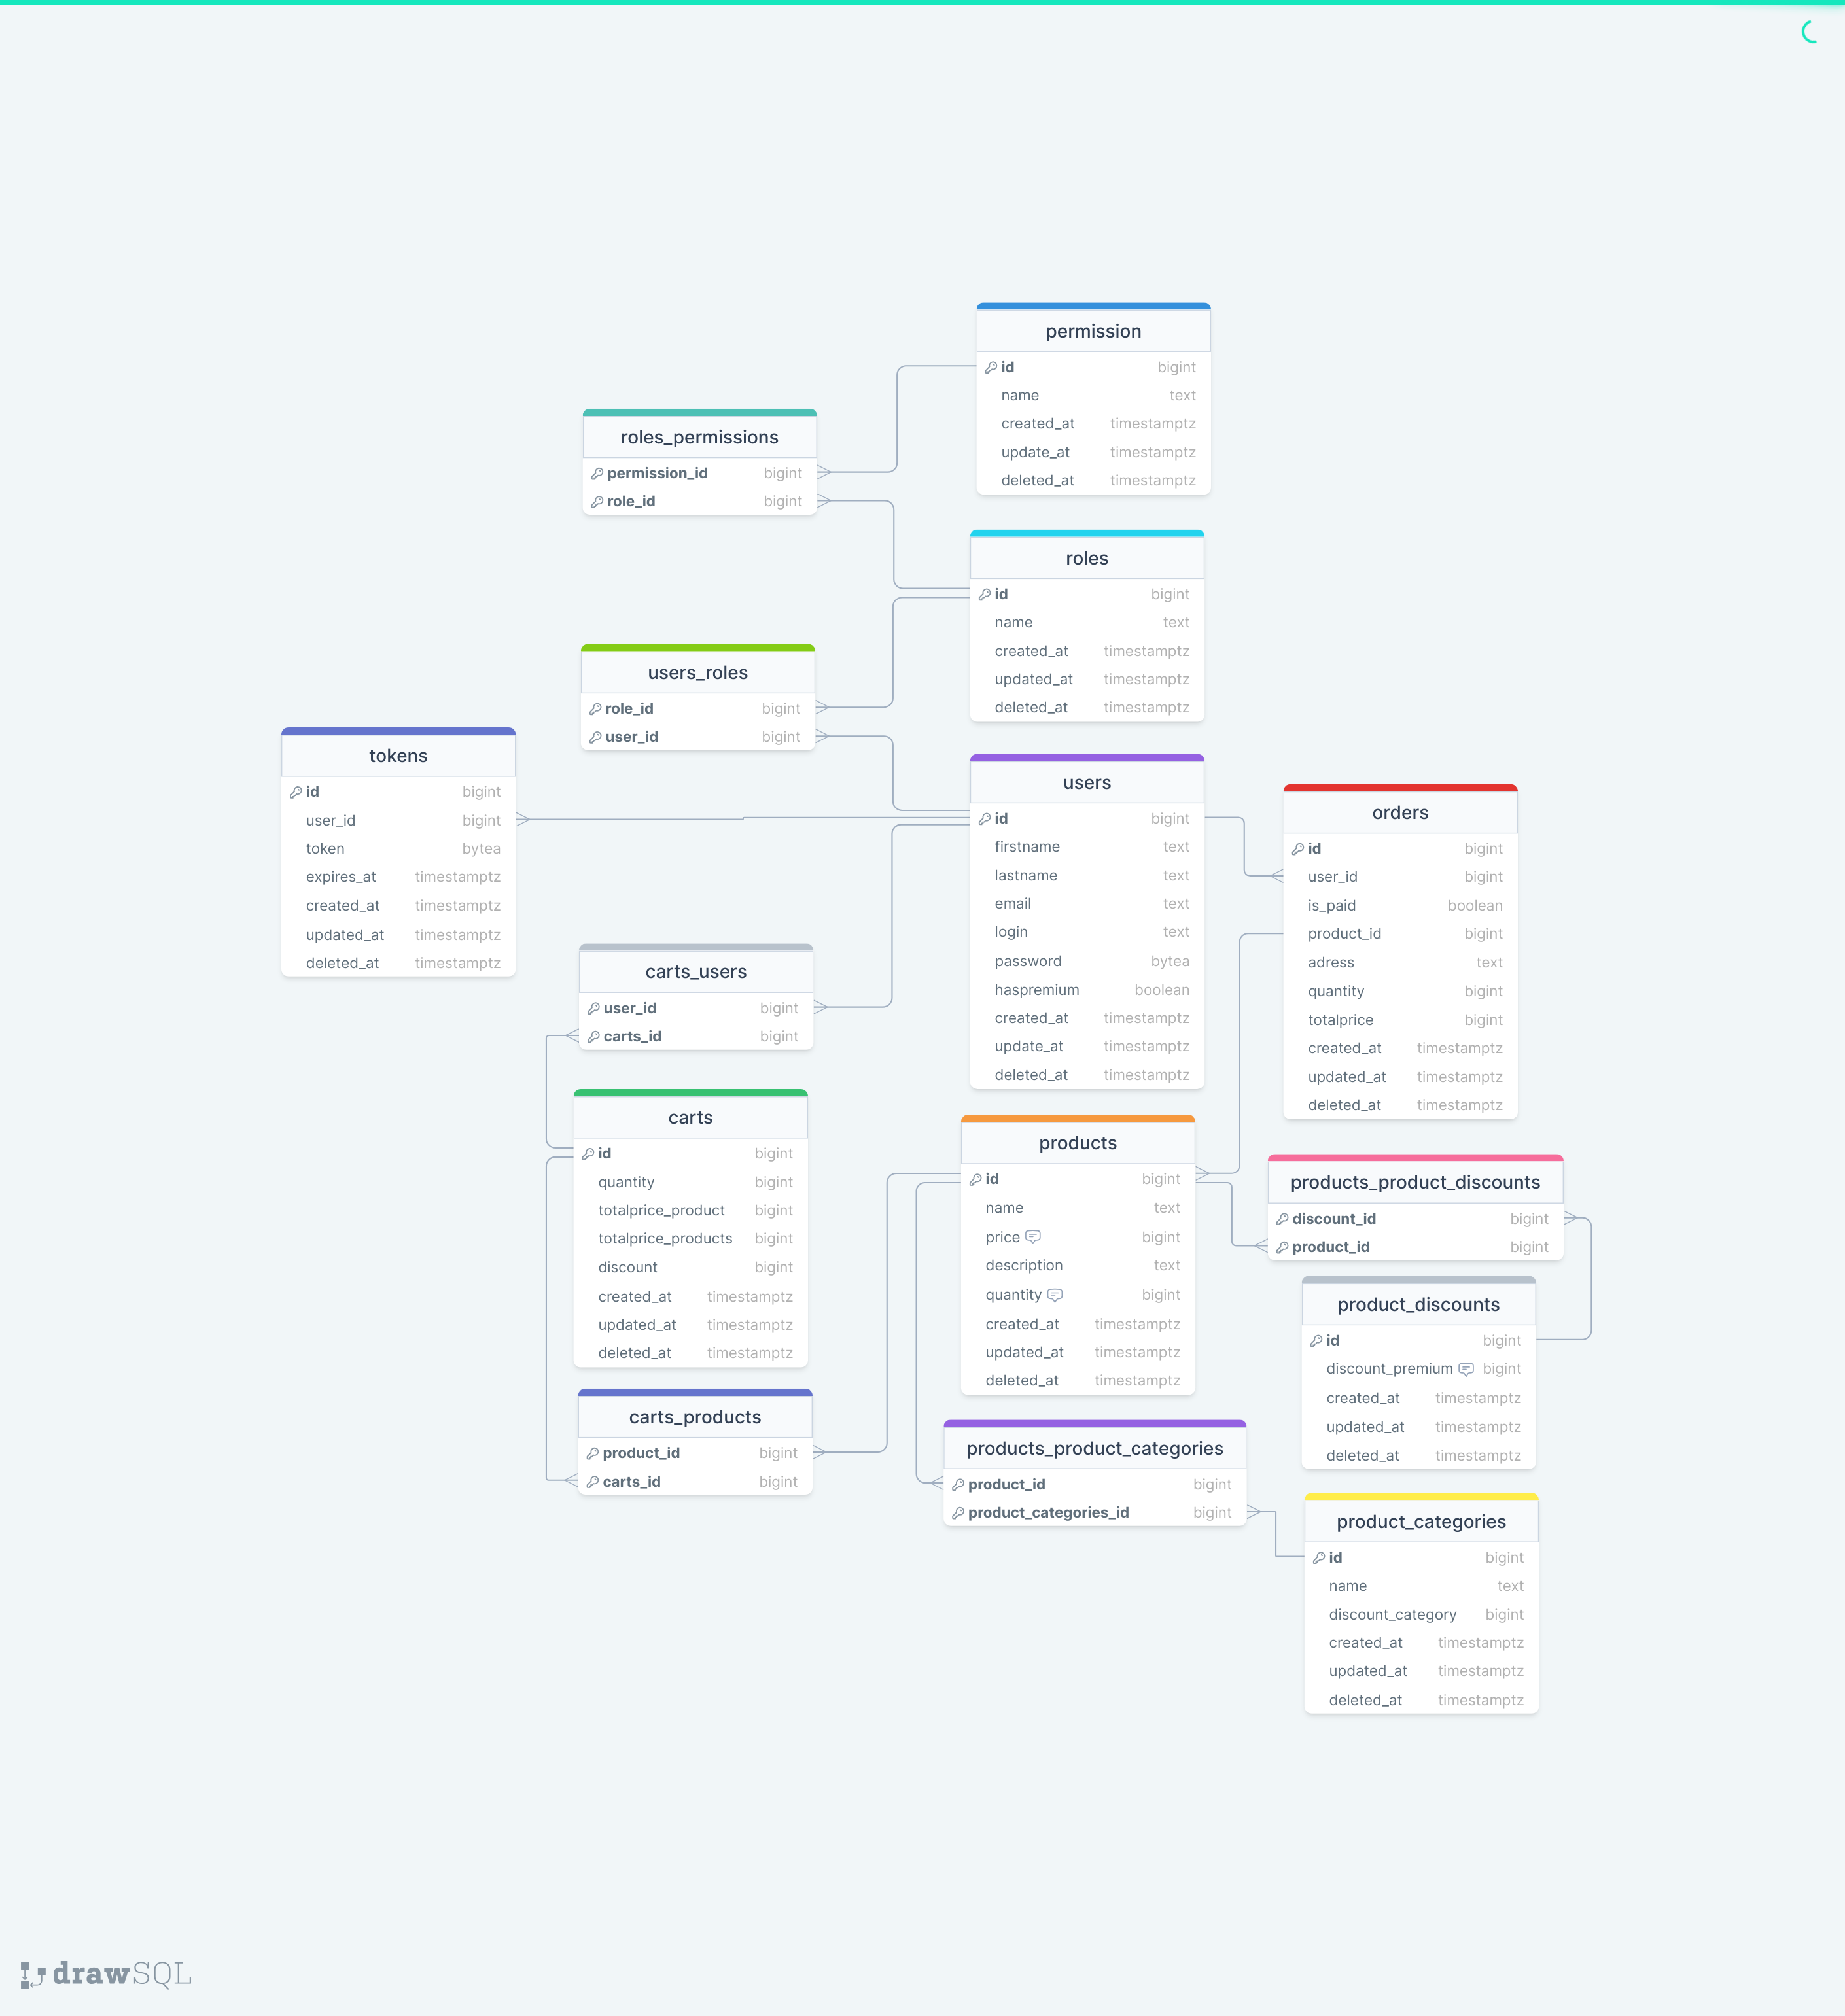 permission
id bigint
name text
created_at timestamptz
update_at timestamptz
deleted_at timestamptz
roles_permissions
permission_id bigint
role_id bigint
roles
id bigint
name text
created_at timestamptz
updated_at timestamptz
deleted_at timestamptz
users_roles
role_id bigint
user_id bigint
tokens
id bigint
user_id bigint
token bytea
expires_at timestamptz
created_at timestamptz
updated_at timestamptz
deleted_at timestamptz
users
id bigint
firstname text
lastname text
email text
login text
password bytea
haspremium boolean
created_at timestamptz
update_at timestamptz
deleted_at timestamptz
orders
id bigint
user_id bigint
is_paid boolean
product_id bigint
adress text
quantity bigint
totalprice bigint
created_at timestamptz
updated_at timestamptz
deleted_at timestamptz
carts_users
user_id bigint
carts_id bigint
carts
id bigint
quantity bigint
totalprice_product bigint
totalprice_products bigint
discount bigint
created_at timestamptz
updated_at timestamptz
deleted_at timestamptz
products
id bigint
name text
price bigint
description text
quantity bigint
created_at timestamptz
updated_at timestamptz
deleted_at timestamptz
products_product_discounts
discount_id bigint
product_id bigint
product_discounts
id bigint
discount_premium bigint
created_at timestamptz
updated_at timestamptz
deleted_at timestamptz
carts_products
product_id bigint
carts_id bigint
products_product_categories
product_id bigint
product_categories_id bigint
product_categories
id bigint
name text
discount_category bigint
created_at timestamptz
updated_at timestamptz
deleted_at timestamptz
drawSQL